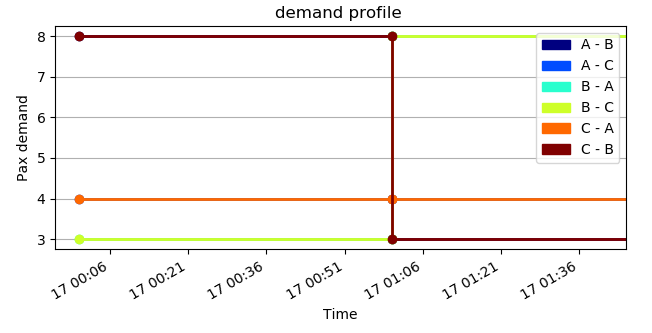 demand profile
Pax demand
8
7
6
5
4
3
A - B
A - C
B - A
B - C
C - A
C - B
17 00:06
17 00:21
17 00:36
17 00:51
17 01:06
17 01:21
17 01:36
Time